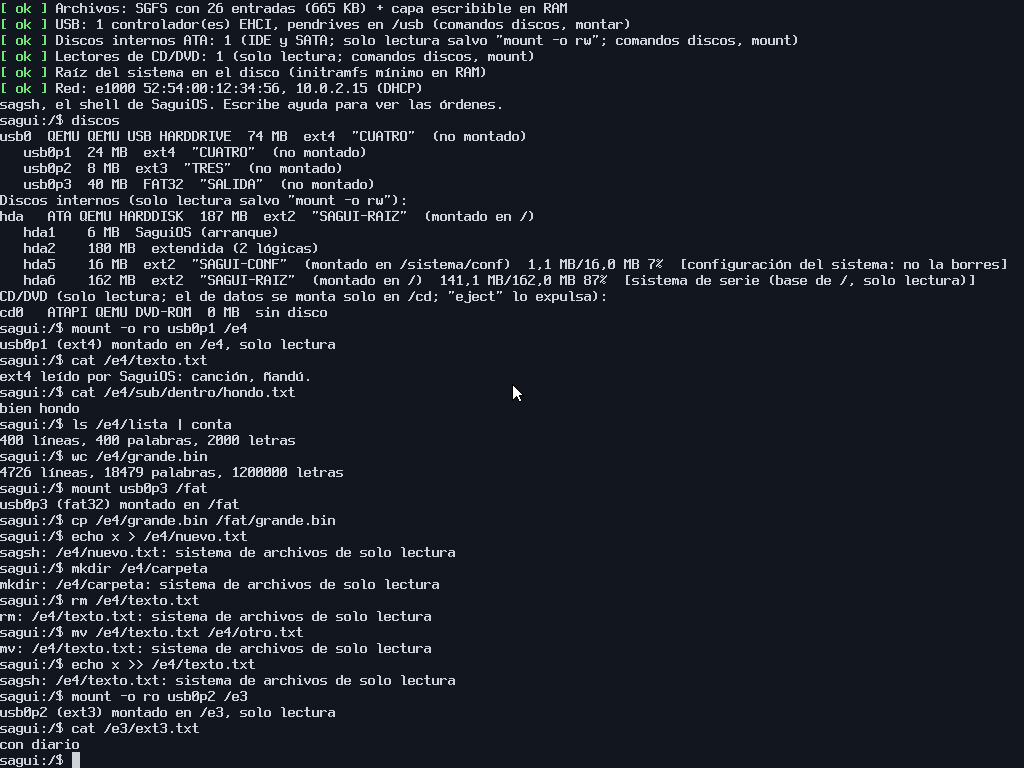 [ ok ] Archivos: SGFS con 26 entradas (665 KB) + capa escribible en RAM
[ ok ] USB: 1 controlador(es) EHCI, pendrives en /usb (comandos discos, montar)
[ ok ] Discos internos ATA: 1 (IDE y SATA; solo lectura salvo "mount -o rw"; comandos discos, mount)
[ ok ] Lectores de CD/DVD: 1 (solo lectura; comandos discos, mount)
[ ok ] Raíz del sistema en el disco (initramfs mínimo en RAM)
[ ok ] Red: e1000 52:54:00:12:34:56, 10.0.2.15 (DHCP)
sagsh, el shell de SaguiOS. Escribe ayuda para ver las órdenes.
sagui:/$ discos
usb0  QEMU QEMU USB HARDDRIVE  74 MB  ext4  "CUATRO"  (no montado)
   usb0p1  24 MB  ext4  "CUATRO"  (no montado)
   usb0p2  8 MB  ext3  "TRES"  (no montado)
   usb0p3  40 MB  FAT32  "SALIDA"  (no montado)
Discos internos (solo lectura salvo "mount -o rw"):
hda   ATA QEMU HARDDISK  187 MB  ext2  "SAGUI-RAIZ"  (montado en /)
   hda1    6 MB  SaguiOS (arranque)
   hda2    180 MB  extendida (2 lógicas)
   hda5    16 MB  ext2  "SAGUI-CONF"  (montado en /sistema/conf)  1,1 MB/16,0 MB 7%  [configuración del sistema: no la borres]
   hda6    162 MB  ext2  "SAGUI-RAIZ"  (montado en /)  141,1 MB/162,0 MB 87%  [sistema de serie (base de /, solo lectura)]
CD/DVD (solo lectura; el de datos se monta solo en /cd; "eject" lo expulsa):
cd0   ATAPI QEMU DVD-ROM  0 MB  sin disco
sagui:/$ mount -o ro usb0p1 /e4
usb0p1 (ext4) montado en /e4, solo lectura
sagui:/$ cat /e4/texto.txt
ext4 leído por SaguiOS: canción, ñandú.
sagui:/$ cat /e4/sub/dentro/hondo.txt
bien hondo
sagui:/$ ls /e4/lista | conta
400 líneas, 400 palabras, 2000 letras
sagui:/$ wc /e4/grande.bin
4726 líneas, 18479 palabras, 1200000 letras
sagui:/$ mount usb0p3 /fat
usb0p3 (fat32) montado en /fat
sagui:/$ cp /e4/grande.bin /fat/grande.bin
sagui:/$ echo x > /e4/nuevo.txt
sagsh: /e4/nuevo.txt: sistema de archivos de solo lectura
sagui:/$ mkdir /e4/carpeta
mkdir: /e4/carpeta: sistema de archivos de solo lectura
sagui:/$ rm /e4/texto.txt
rm: /e4/texto.txt: sistema de archivos de solo lectura
sagui:/$ mv /e4/texto.txt /e4/otro.txt
mv: /e4/texto.txt: sistema de archivos de solo lectura
sagui:/$ echo x >> /e4/texto.txt
sagsh: /e4/texto.txt: sistema de archivos de solo lectura
sagui:/$ mount -o ro usb0p2 /e3
usb0p2 (ext3) montado en /e3, solo lectura
sagui:/$ cat /e3/ext3.txt
con diario
sagui:/$